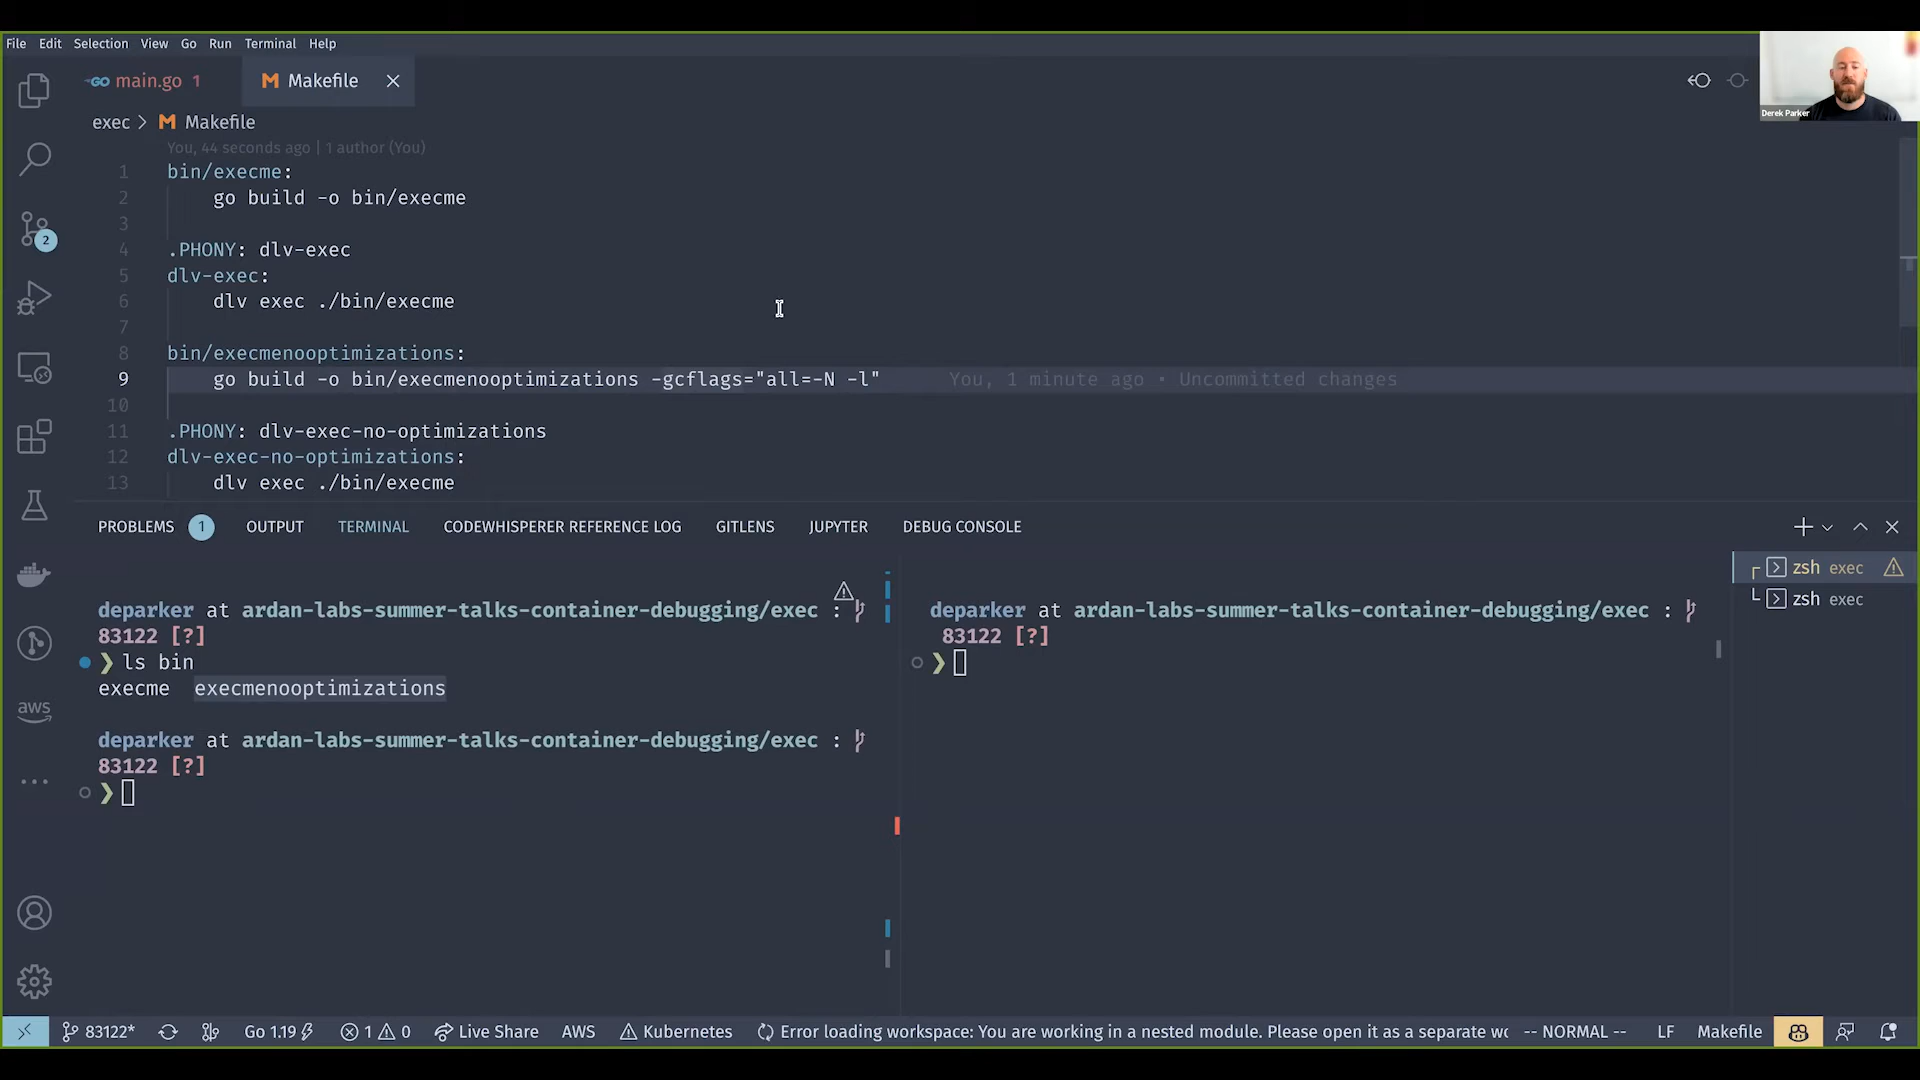 File Edit Selection View Go Run Terminal Help
GO main.go 1 M Makefile
Derek Parker
exec > M Makefile
You, 44 seconds ago | 1 author (You)
1 bin/execme:
2 go build -o bin/execme
3
4 .PHONY: dlv-exec
5 dlv-exec:
6 dlv exec ./bin/execme
7
8 bin/execmenooptimizations:
9 go build -o bin/execmenooptimizations -gcflags="all=-N -l" You, 1 minute ago • Uncommitted changes
10
11 .PHONY: dlv-exec-no-optimizations
12 dlv-exec-no-optimizations:
13 dlv exec ./bin/execme
2
aws
PROBLEMS 1 OUTPUT TERMINAL CODEWHISPERER REFERENCE LOG GITLENS JUPYTER DEBUG CONSOLE
deparker at ardan-labs-summer-talks-container-debugging/exec :
83122 [?]
❯ ls bin
execme execmenooptimizations
deparker at ardan-labs-summer-talks-container-debugging/exec :
83122 [?]
❯
deparker at ardan-labs-summer-talks-container-debugging/exec :
83122 [?]
❯
zsh exec
zsh exec
83122* Go 1.19 1 0 Live Share AWS Kubernetes Error loading workspace: You are working in a nested module. Please open it as a separate wo -- NORMAL -- LF Makefile